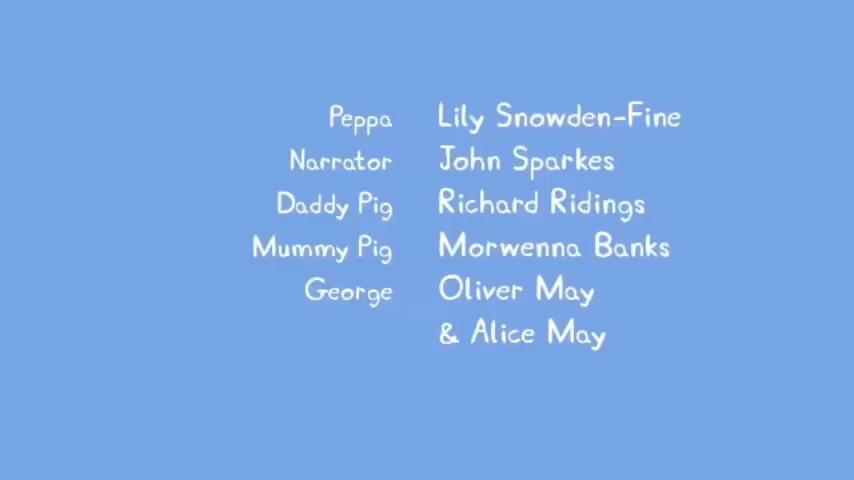 Peppa Lily Snowden-Fine
Narrator John Sparkes
Daddy Pig Richard Ridings
Mummy Pig Morwenna Banks
George Oliver May
& Alice May